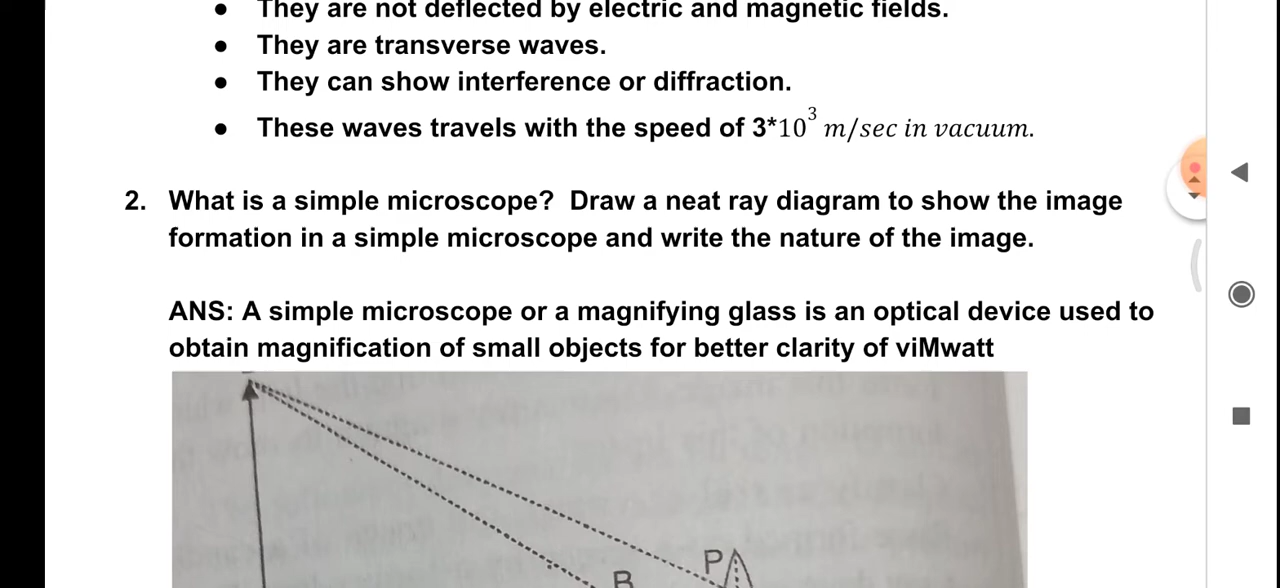 • They are not deflected by electric and magnetic fields.
• They are transverse waves.
• They can show interference or diffraction.
• These waves travels with the speed of 3*10³ m/sec in vacuum.
2. What is a simple microscope? Draw a neat ray diagram to show the image
formation in a simple microscope and write the nature of the image.
ANS: A simple microscope or a magnifying glass is an optical device used to
obtain magnification of small objects for better clarity of viMwatt
P
B